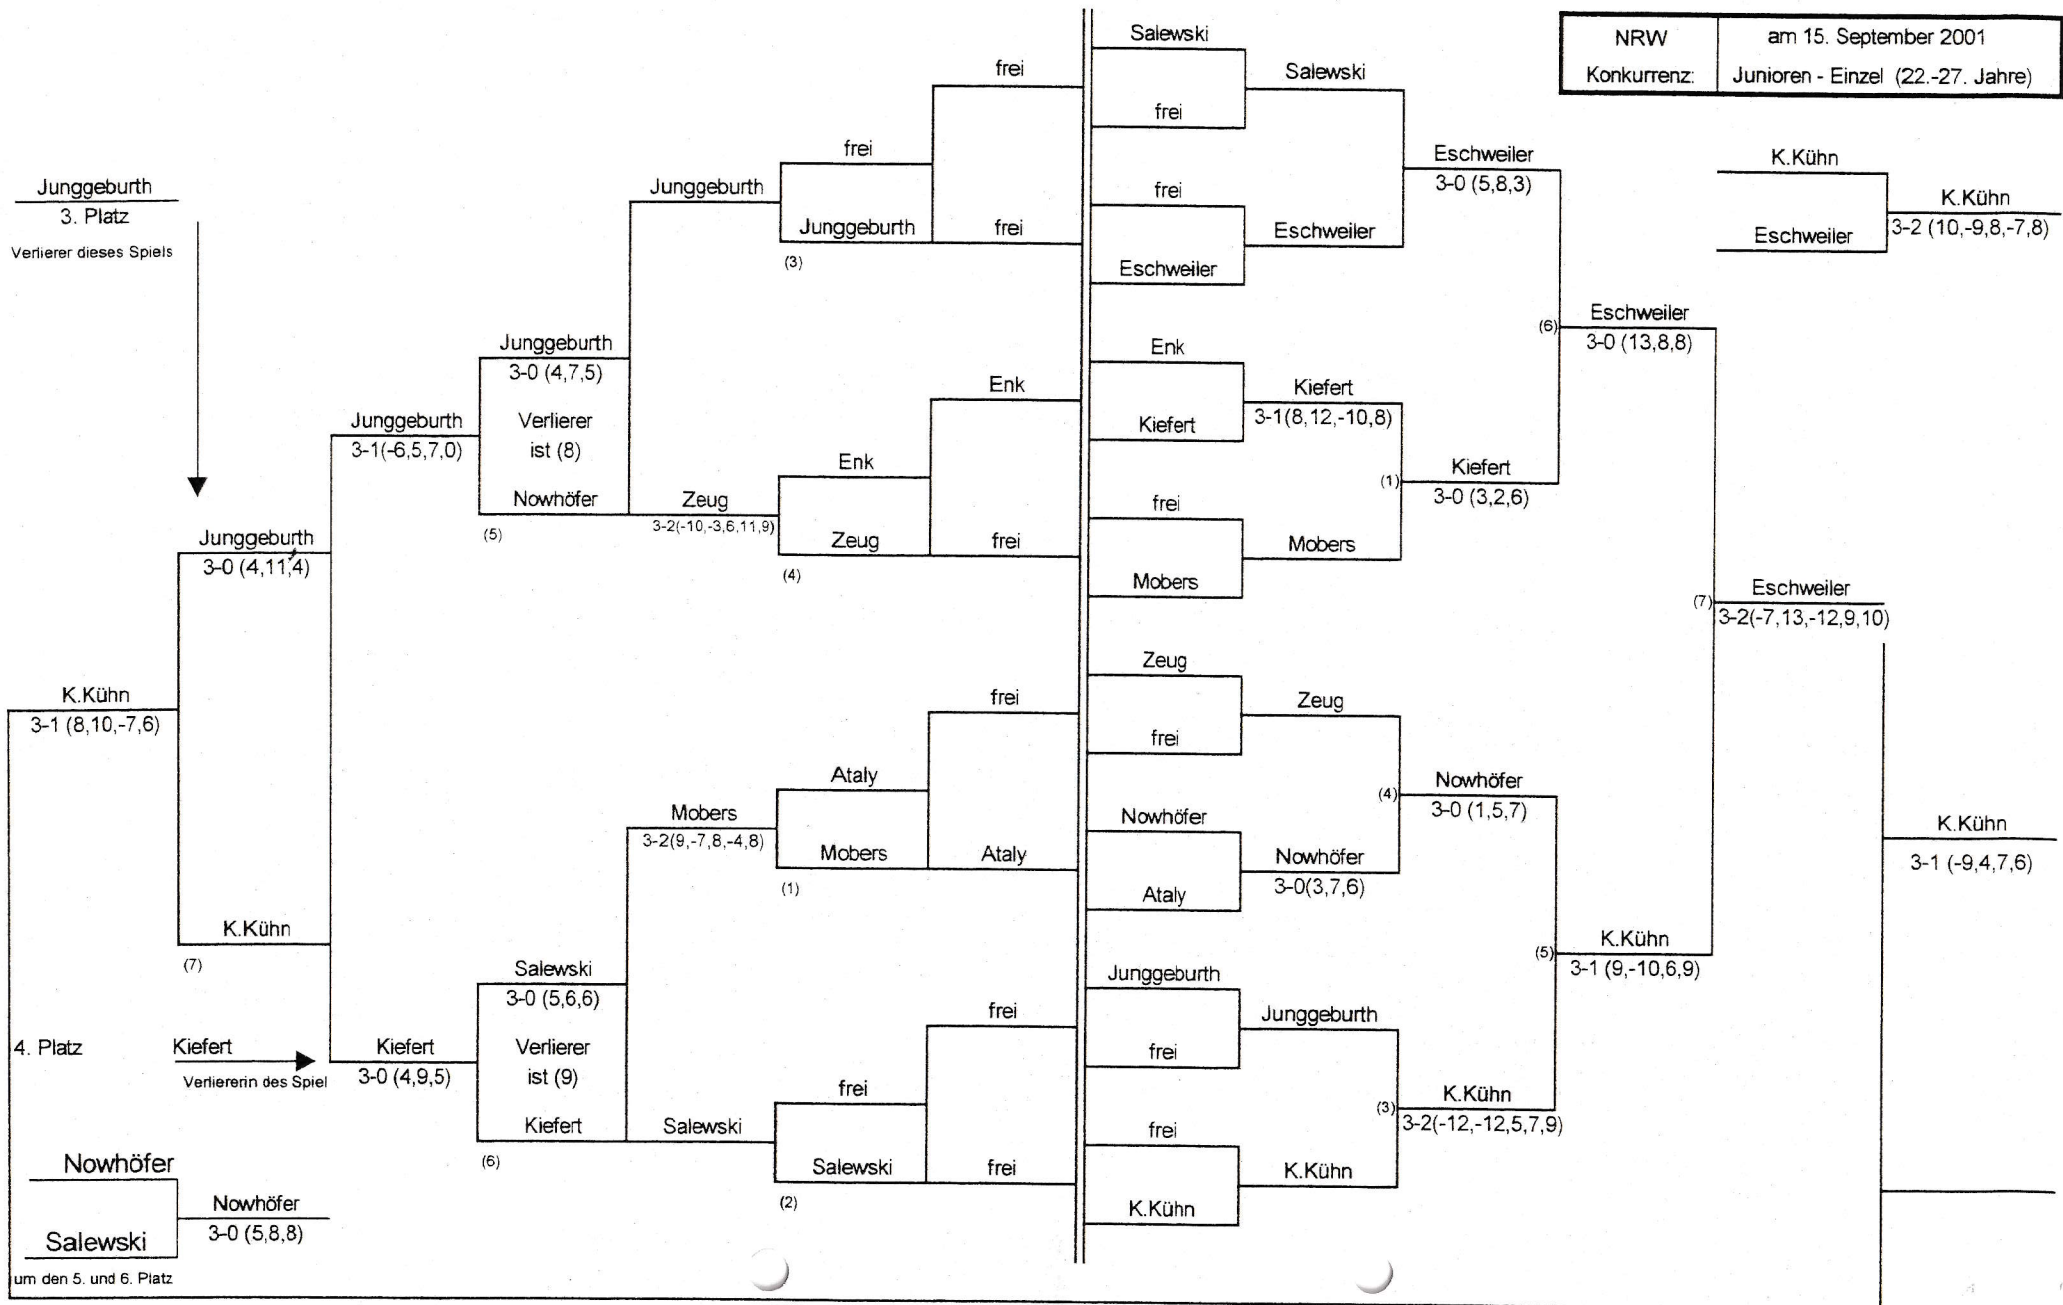 NRW am 15. September 2001
Konkurrenz: Junioren - Einzel (22.-27. Jahre)
Junggeburth
3. Platz
Verlierer dieses Spiels
Junggeburth
3-0 (4,11,4)
K.Kühn
3-1 (8,10,-7,6)
K.Kühn
(7)
4. Platz
Kiefert
Verliererin des Spiel
Nowhöfer
Salewski
um den 5. und 6. Platz
Nowhöfer
3-0 (5,8,8)
Junggeburth
3-1(-6,5,7,0)
Kiefert
3-0 (4,9,5)
Junggeburth
3-0 (4,7,5)
Verlierer
ist (8)
Nowhöfer
(5)
Salewski
3-0 (5,6,6)
Verlierer
ist (9)
Kiefert
(6)
Junggeburth
Zeug
3-2(-10,-3,6,11,9)
Mobers
3-2(9,-7,8,-4,8)
Salewski
frei
Junggeburth
(3)
Enk
Zeug
(4)
Ataly
Mobers
(1)
frei
Salewski
(2)
frei
frei
Enk
frei
frei
Ataly
frei
frei
Salewski
frei
frei
Eschweiler
Enk
Kiefert
frei
Mobers
Zeug
frei
Nowhöfer
Ataly
Junggeburth
frei
frei
K.Kühn
Salewski
Eschweiler
Kiefert
3-1(8,12,-10,8)
Mobers
Zeug
Nowhöfer
3-0(3,7,6)
Junggeburth
K.Kühn
Eschweiler
3-0 (5,8,3)
(1)
Kiefert
3-0 (3,2,6)
(4)
Nowhöfer
3-0 (1,5,7)
(3)
K.Kühn
3-2(-12,-12,5,7,9)
(6)
Eschweiler
3-0 (13,8,8)
(5)
K.Kühn
3-1 (9,-10,6,9)
(7)
Eschweiler
3-2(-7,13,-12,9,10)
K.Kühn
Eschweiler
K.Kühn
3-2 (10,-9,8,-7,8)
K.Kühn
3-1 (-9,4,7,6)